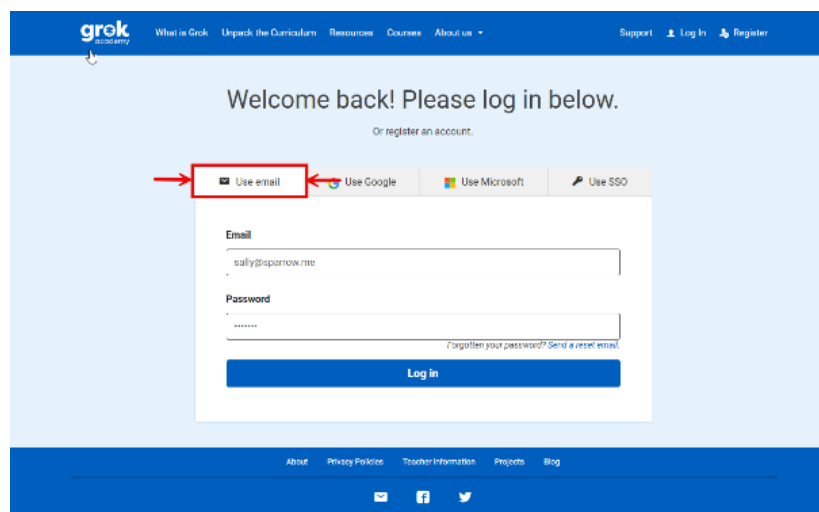 grok
academy
What is Grok Unpack the Curriculum Resources Courses About us Support Log In Register
Welcome back! Please log in below.
Or register an account.
Use email Use Google Use Microsoft Use SSO
Email
sally@sparrow.me
Password
•••••••
Forgotten your password? Send a reset email.
Log in
About Privacy Policies Teacher Information Projects Blog